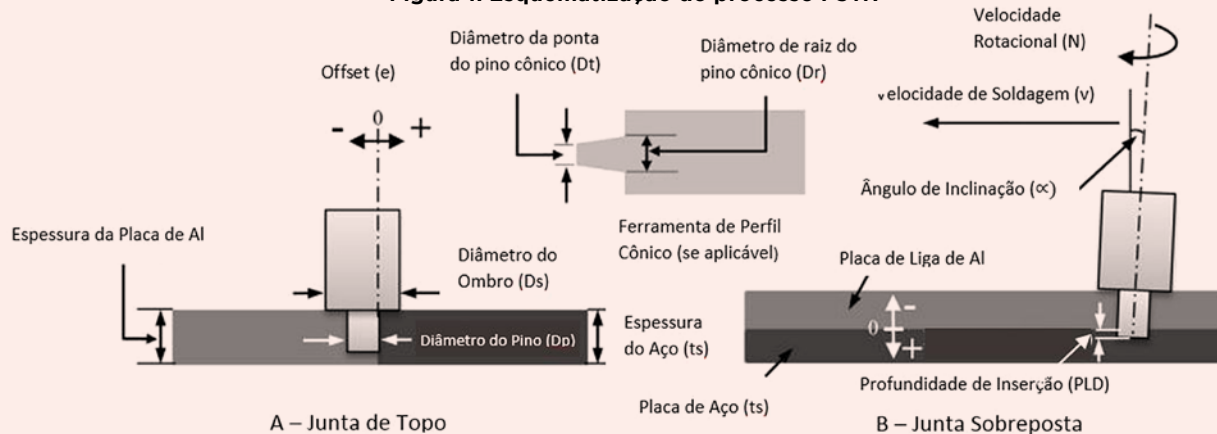 Diâmetro da ponta
do pino cônico (Dt)
Diâmetro de raiz do
pino cônico (Dr)
Velocidade
Rotacional (N)
Offset (e)
- 0 +
velocidade de Soldagem (v)
Ângulo de Inclinação (∝)
Espessura da Placa de Al
Ferramenta de Perfil
Cônico (se aplicável)
Diâmetro do
Ombro (Ds)
Placa de Liga de Al
Diâmetro do Pino (Dp)
Espessura
do Aço (ts)
-
0
+
Profundidade de Inserção (PLD)
Placa de Aço (ts)
A – Junta de Topo
B – Junta Sobreposta